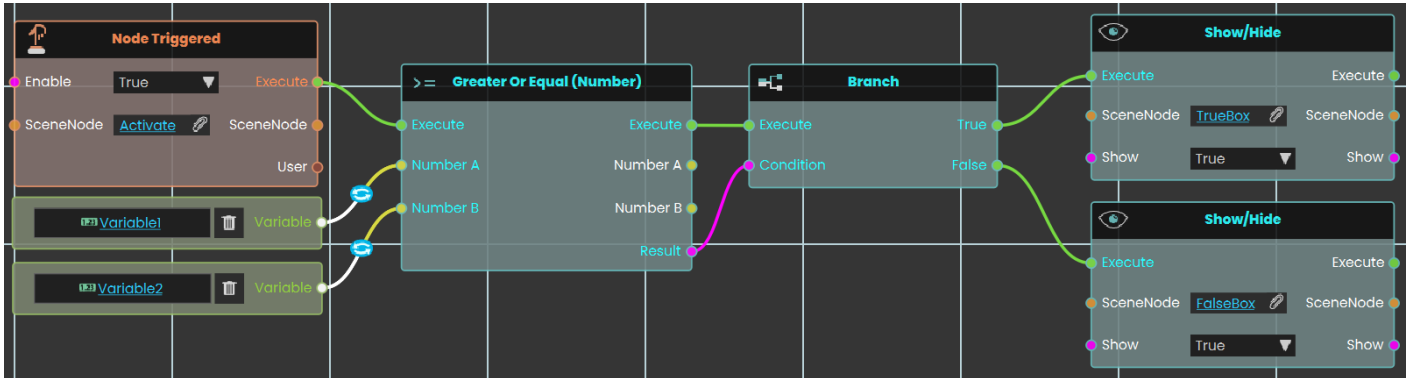 Node Triggered
Enable True Execute
SceneNode Activate SceneNode
User
Variable1 Variable
Variable2 Variable
>= Greater Or Equal (Number)
Execute Execute
Number A Number A
Number B Number B
Result
Branch
Execute True
Condition False
Show/Hide
Execute Execute
SceneNode TrueBox SceneNode
Show True Show
Show/Hide
Execute Execute
SceneNode FalseBox SceneNode
Show True Show